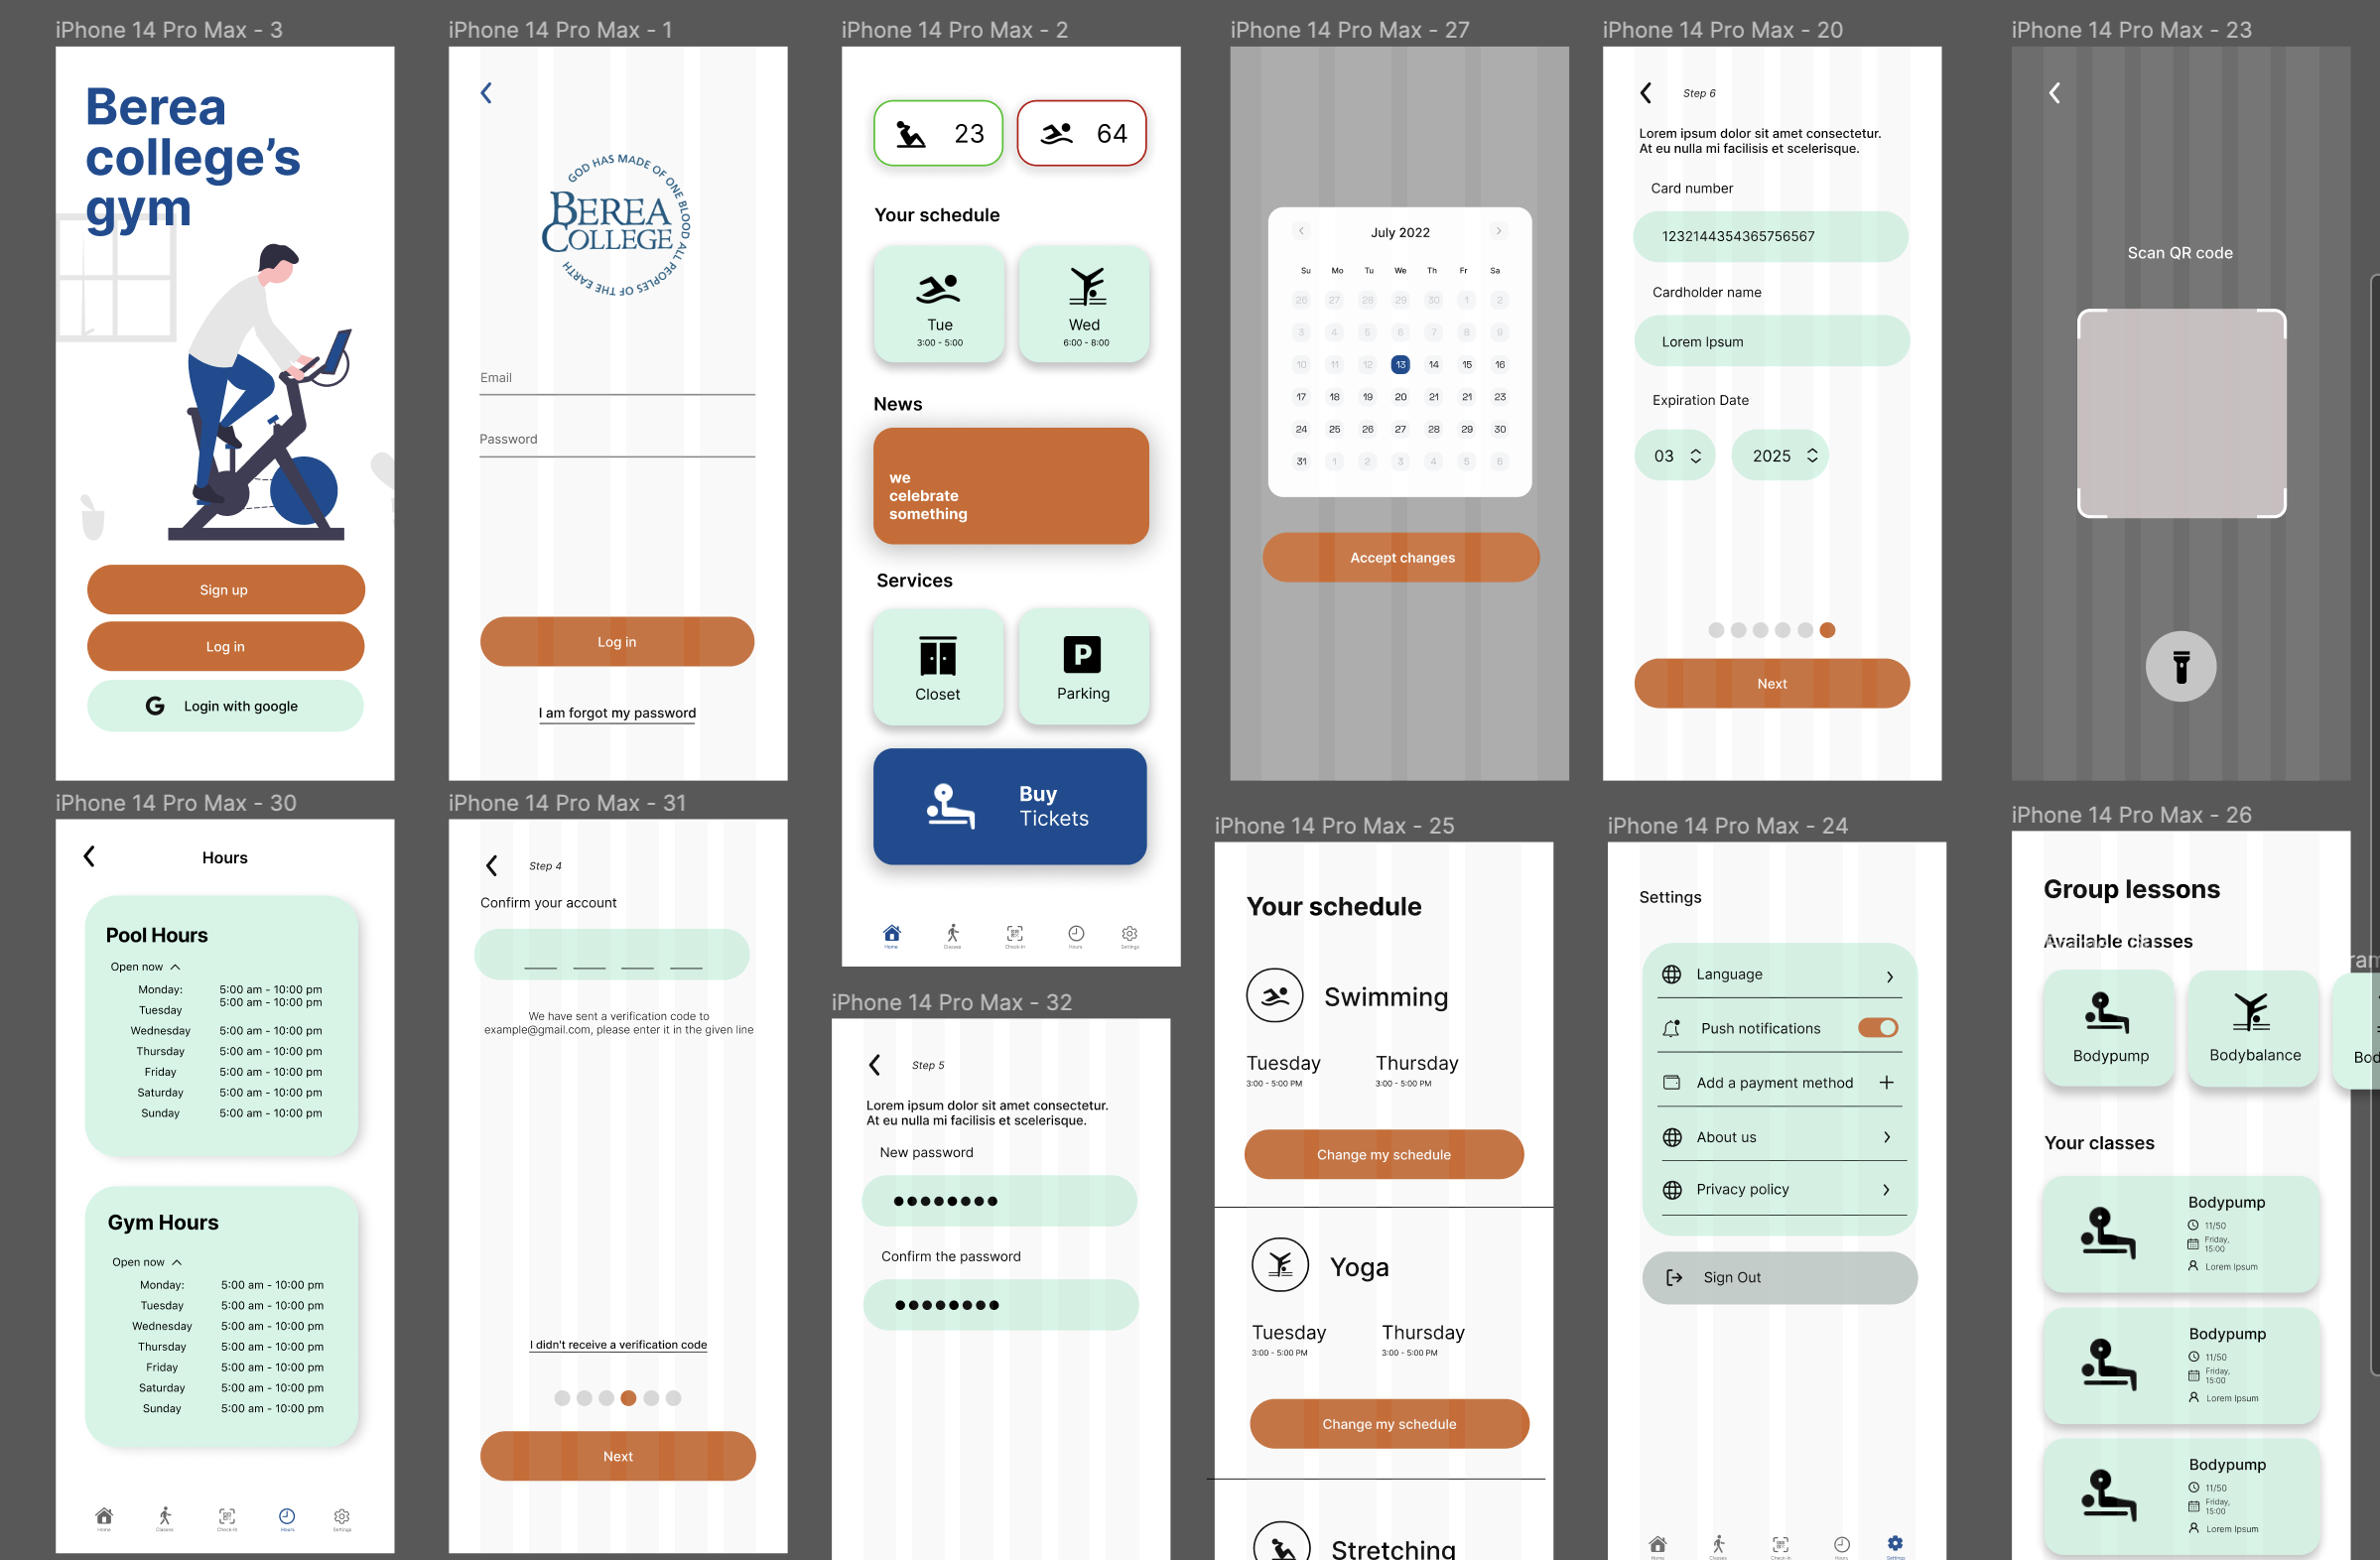 iPhone 14 Pro Max - 3
Berea
college's
gym
Sign up
Log in
Login with google
iPhone 14 Pro Max - 1
GOD HAS MADE OF ONE BLOOD ALL PEOPLES OF THE EARTH
BEREA
COLLEGE
Email
Password
Log in
I am forgot my password
iPhone 14 Pro Max - 2
23
64
Your schedule
Tue
3:00 - 5:00
Wed
6:00 - 8:00
News
we
celebrate
something
Services
Closet
Parking
P
Buy
Tickets
Home
Classes
Check-in
Hours
Settings
iPhone 14 Pro Max - 27
July 2022
Su Mo Tu We Th Fr Sa
26 27 28 29 30 1 2
3 4 5 6 7 8 9
10 11 12 13 14 15 16
17 18 19 20 21 21 23
24 25 26 27 28 29 30
31 1 2 3 4 5 6
Accept changes
iPhone 14 Pro Max - 20
Step 6
Lorem ipsum dolor sit amet consectetur.
At eu nulla mi facilisis et scelerisque.
Card number
1232144354365756567
Cardholder name
Lorem Ipsum
Expiration Date
03
2025
Next
iPhone 14 Pro Max - 23
Scan QR code
iPhone 14 Pro Max - 30
Hours
Pool Hours
Open now
Monday: 5:00 am - 10:00 pm
Tuesday 5:00 am - 10:00 pm
Wednesday 5:00 am - 10:00 pm
Thursday 5:00 am - 10:00 pm
Friday 5:00 am - 10:00 pm
Saturday 5:00 am - 10:00 pm
Sunday 5:00 am - 10:00 pm
Gym Hours
Open now
Monday: 5:00 am - 10:00 pm
Tuesday 5:00 am - 10:00 pm
Wednesday 5:00 am - 10:00 pm
Thursday 5:00 am - 10:00 pm
Friday 5:00 am - 10:00 pm
Saturday 5:00 am - 10:00 pm
Sunday 5:00 am - 10:00 pm
Home
Classes
Check-in
Hours
Settings
iPhone 14 Pro Max - 31
Step 4
Confirm your account
We have sent a verification code to
example@gmail.com, please enter it in the given line
I didn't receive a verification code
Next
iPhone 14 Pro Max - 32
Step 5
Lorem ipsum dolor sit amet consectetur.
At eu nulla mi facilisis et scelerisque.
New password
Confirm the password
iPhone 14 Pro Max - 25
Your schedule
Swimming
Tuesday
3:00 - 5:00 PM
Thursday
3:00 - 5:00 PM
Change my schedule
Yoga
Tuesday
3:00 - 5:00 PM
Thursday
3:00 - 5:00 PM
Change my schedule
Stretching
iPhone 14 Pro Max - 24
Settings
Language
Push notifications
Add a payment method
About us
Privacy policy
Sign Out
Home
Classes
Check-in
Hours
Settings
iPhone 14 Pro Max - 26
Group lessons
Available classes
Bodypump
Bodybalance
Your classes
Bodypump
11/50
Friday,
15:00
Lorem Ipsum
Bodypump
11/50
Friday,
15:00
Lorem Ipsum
Bodypump
11/50
Friday,
15:00
Lorem Ipsum